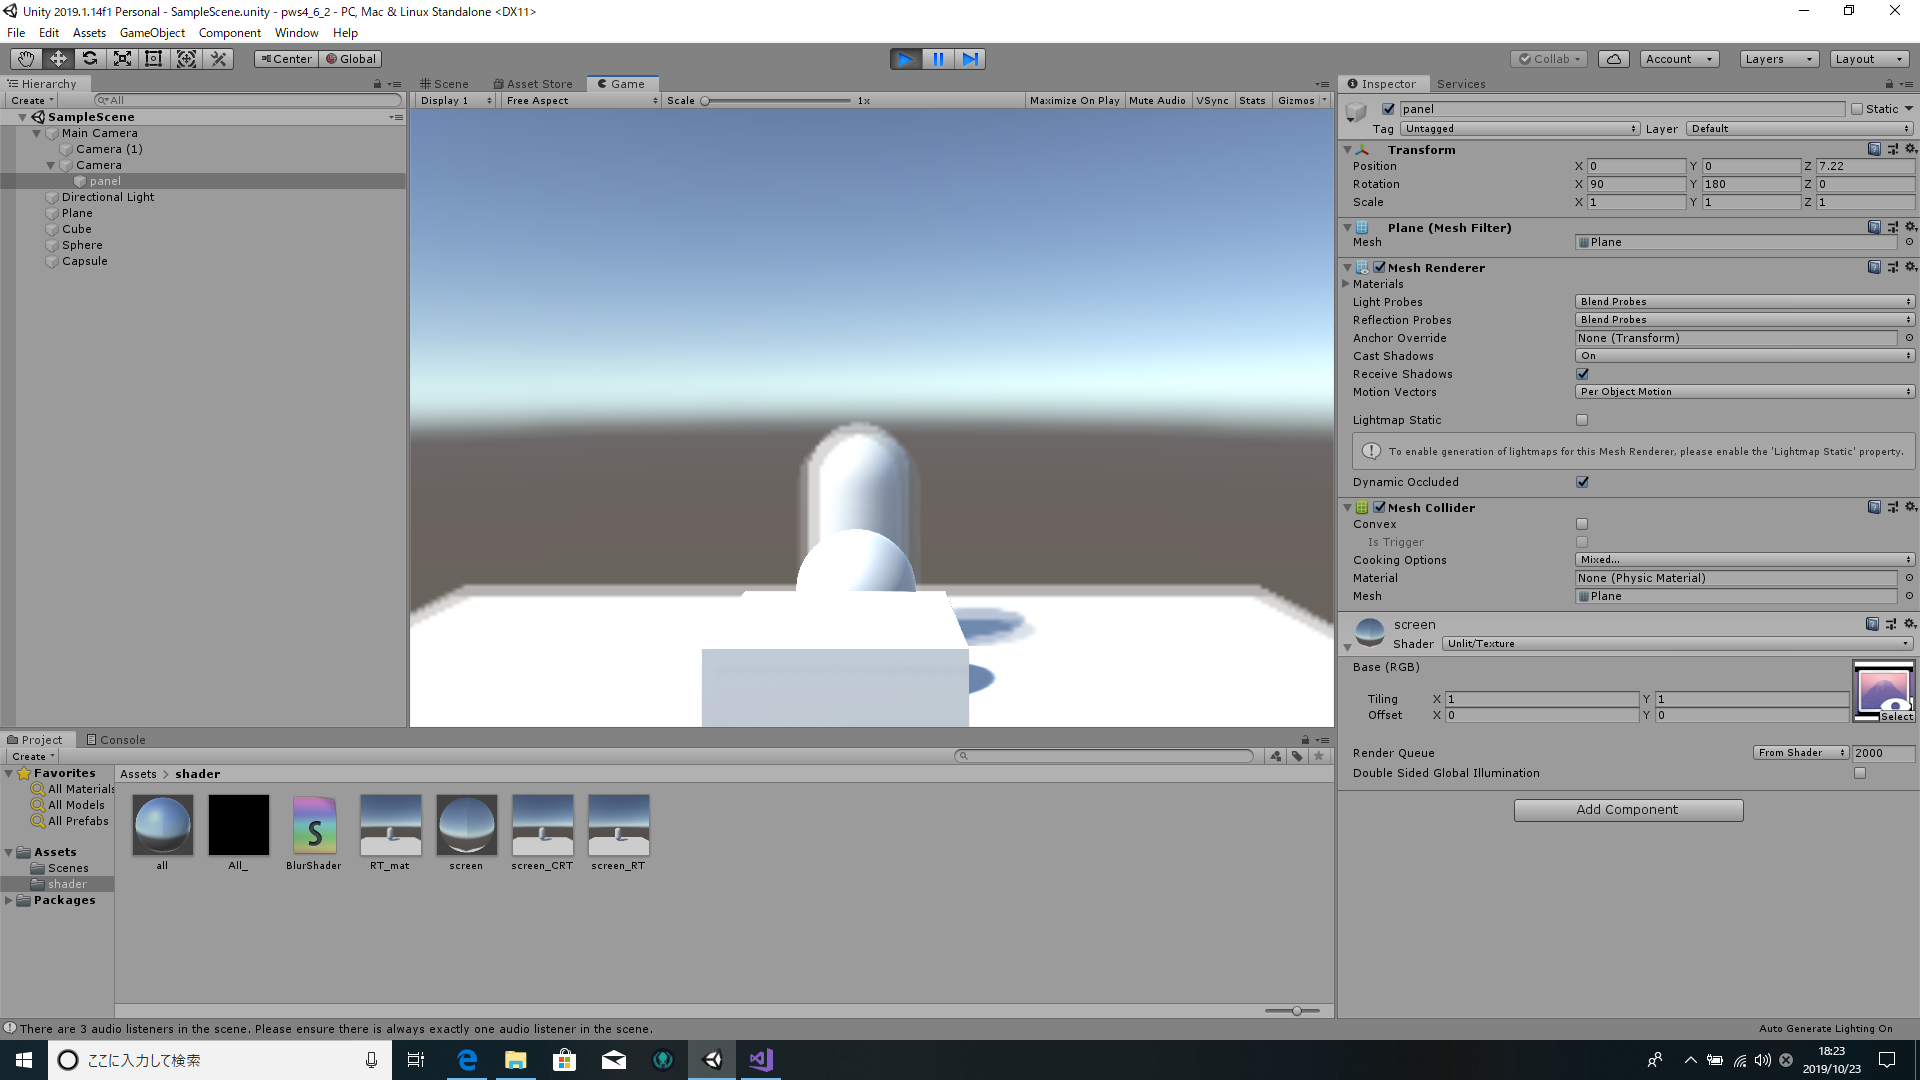 Unity 2019.1.14f1 Personal - SampleScene.unity - pws4_6_2 - PC, Mac & Linux Standalone <DX11>
File Edit Assets GameObject Component Window Help
Center Global Collab Account Layers Layout
Hierarchy
Create All
SampleScene
Main Camera
Camera (1)
Camera
panel
Directional Light
Plane
Cube
Sphere
Capsule
Scene Asset Store Game
Display 1 Free Aspect Scale 1x Maximize On Play Mute Audio VSync Stats Gizmos
Inspector Services
panel Static
Tag Untagged Layer Default
Transform
Position X 0 Y 0 Z 7.22
Rotation X 90 Y 180 Z 0
Scale X 1 Y 1 Z 1
Plane (Mesh Filter)
Mesh Plane
Mesh Renderer
Materials
Light Probes Blend Probes
Reflection Probes Blend Probes
Anchor Override None (Transform)
Cast Shadows On
Receive Shadows
Motion Vectors Per Object Motion
Lightmap Static
To enable generation of lightmaps for this Mesh Renderer, please enable the 'Lightmap Static' property.
Dynamic Occluded
Mesh Collider
Convex
Is Trigger
Cooking Options Mixed...
Material None (Physic Material)
Mesh Plane
screen
Shader Unlit/Texture
Base (RGB)
Tiling X 1 Y 1
Offset X 0 Y 0
Select
Render Queue From Shader 2000
Double Sided Global Illumination
Add Component
Project Console
Create
Favorites
All Materials
All Models
All Prefabs
Assets
Scenes
shader
Packages
Assets > shader
S
all All_ BlurShader RT_mat screen screen_CRT screen_RT
There are 3 audio listeners in the scene. Please ensure there is always exactly one audio listener in the scene.
Auto Generate Lighting On
ここに入力して検索
18:23
2019/10/23